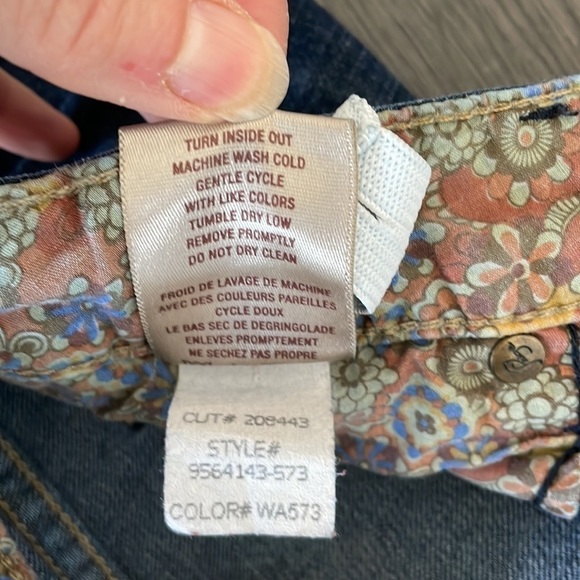 TURN INSIDE OUT
MACHINE WASH COLD
GENTLE CYCLE
WITH LIKE COLORS
TUMBLE DRY LOW
REMOVE PROMPTLY
DO NOT DRY CLEAN
FROID DE LAVAGE DE MACHINE
AVEC DES COULEURS PAREILLES
CYCLE DOUX
LE BAS SEC DE DEGRINGOLADE
ENLEVES PROMPTEMENT
NE SECHEZ PAS PROPRE
CUT# 208443
STYLE#
9564143-573
COLOR# WA573